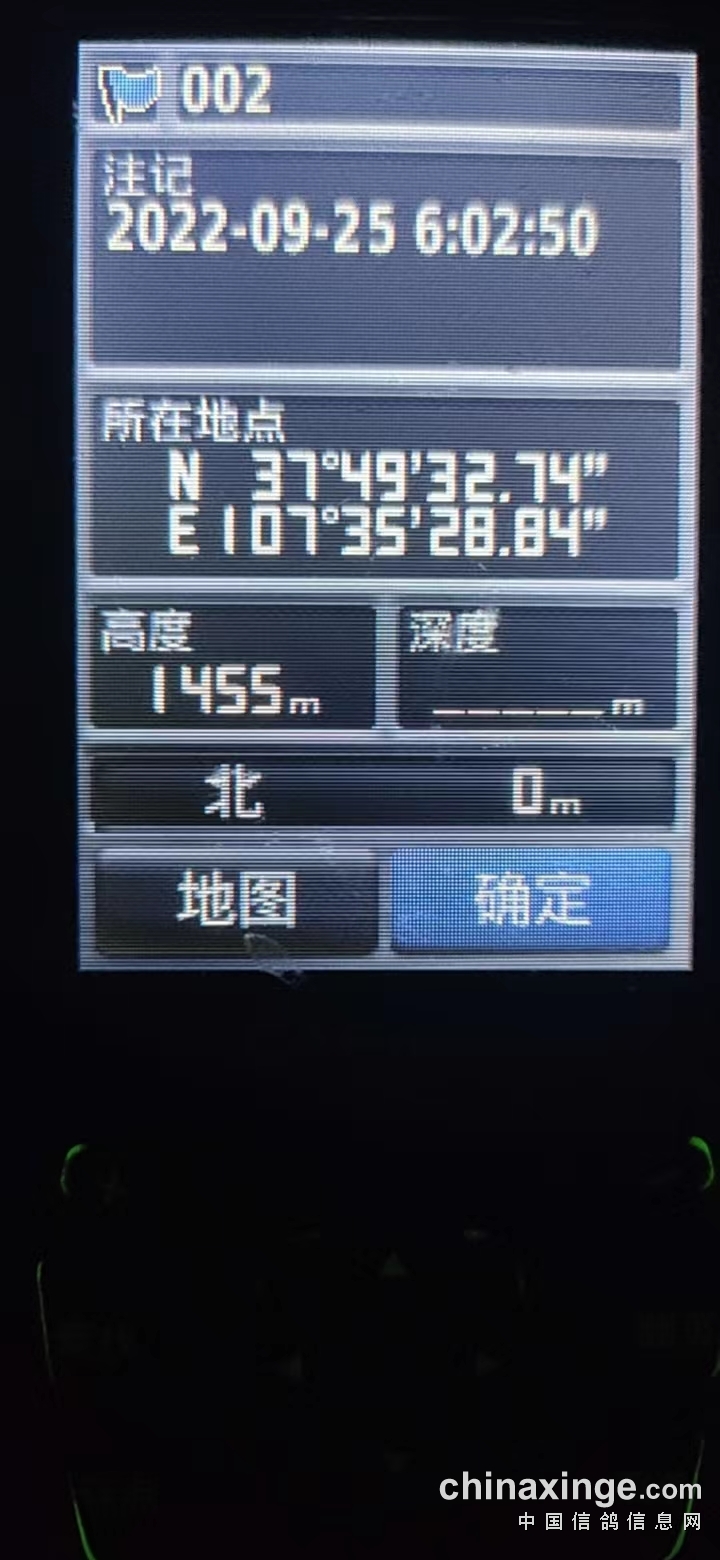 002
注记
2022-09-25 6:02:50
所在地点
N 37°49'32.74"
E 107°35'28.84"
高度 深度
1455m ______m
北 0m
地图 确定
chinaxinge.com
中国信鸽信息网